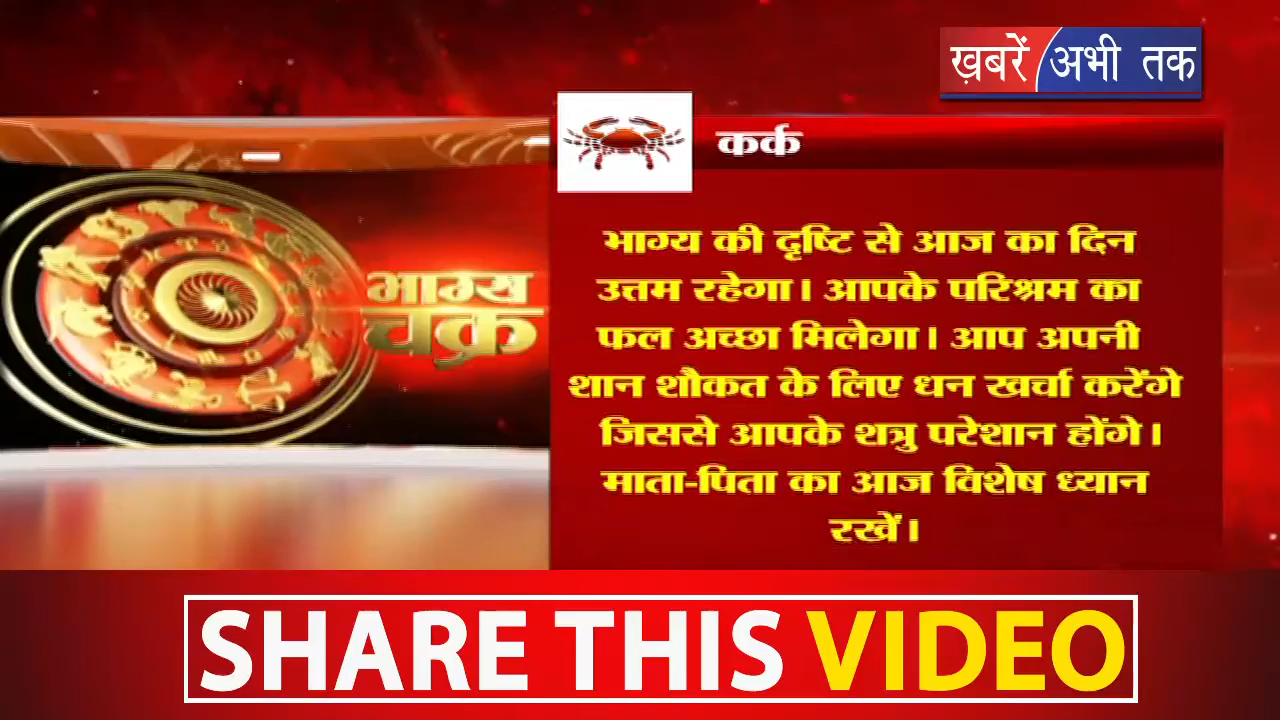 ख़बरें अभी तक
कर्क
भाग्य
चक्र
भाग्य की दृष्टि से आज का दिन
उत्तम रहेगा। आपके परिश्रम का
फल अच्छा मिलेगा। आप अपनी
शान शौकत के लिए धन खर्चा करेंगे
जिससे आपके शत्रु परेशान होंगे।
माता-पिता का आज विशेष ध्यान
रखें।
SHARE THIS VIDEO